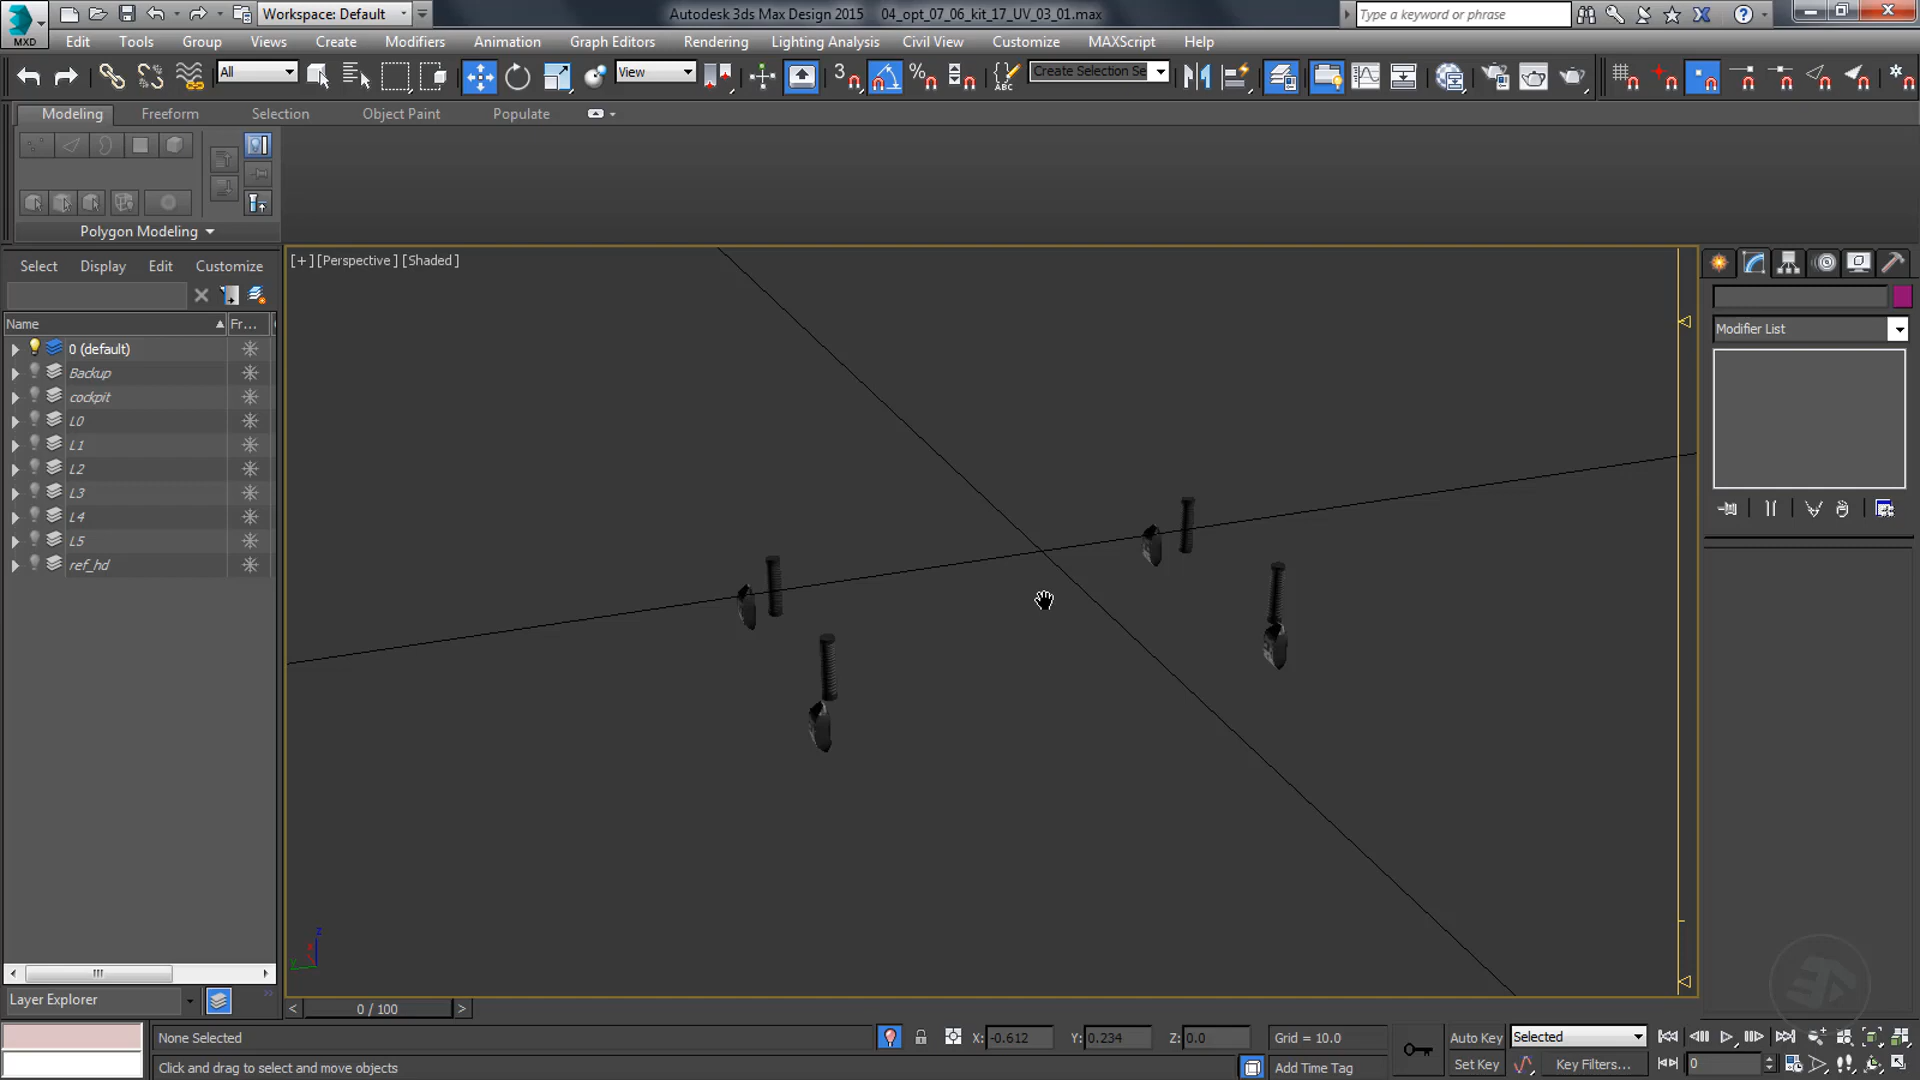 Workspace: Default
Autodesk 3ds Max Design 2015    04_opt_07_06_kit_17_UV_03_01.max
Type a keyword or phrase
MXD
Edit Tools Group Views Create Modifiers Animation Graph Editors Rendering Lighting Analysis Civil View Customize MAXScript Help
All
View
3
%
ABC
Create Selection Se
Modeling Freeform Selection Object Paint Populate
Polygon Modeling
Select Display Edit Customize
[+] [Perspective] [Shaded]
Name Fr...
Modifier List
0 (default)
Backup
cockpit
L0
L1
L2
L3
L4
L5
ref_hd
z
x
y
Layer Explorer
< 0 / 100 >
None Selected
X: -0.612 Y: 0.234 Z: 0.0 Grid = 10.0
Auto Key Selected
Click and drag to select and move objects
Add Time Tag
Set Key Key Filters... 0